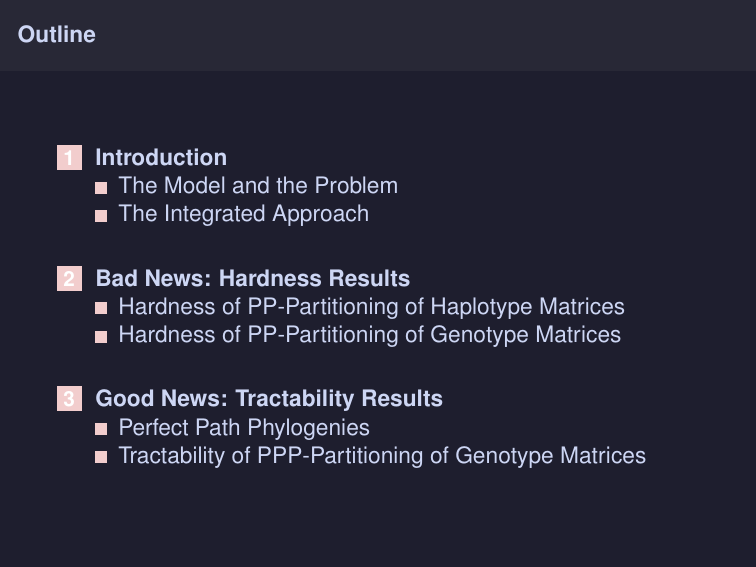 Outline
1 Introduction
The Model and the Problem
The Integrated Approach
2 Bad News: Hardness Results
Hardness of PP-Partitioning of Haplotype Matrices
Hardness of PP-Partitioning of Genotype Matrices
3 Good News: Tractability Results
Perfect Path Phylogenies
Tractability of PPP-Partitioning of Genotype Matrices